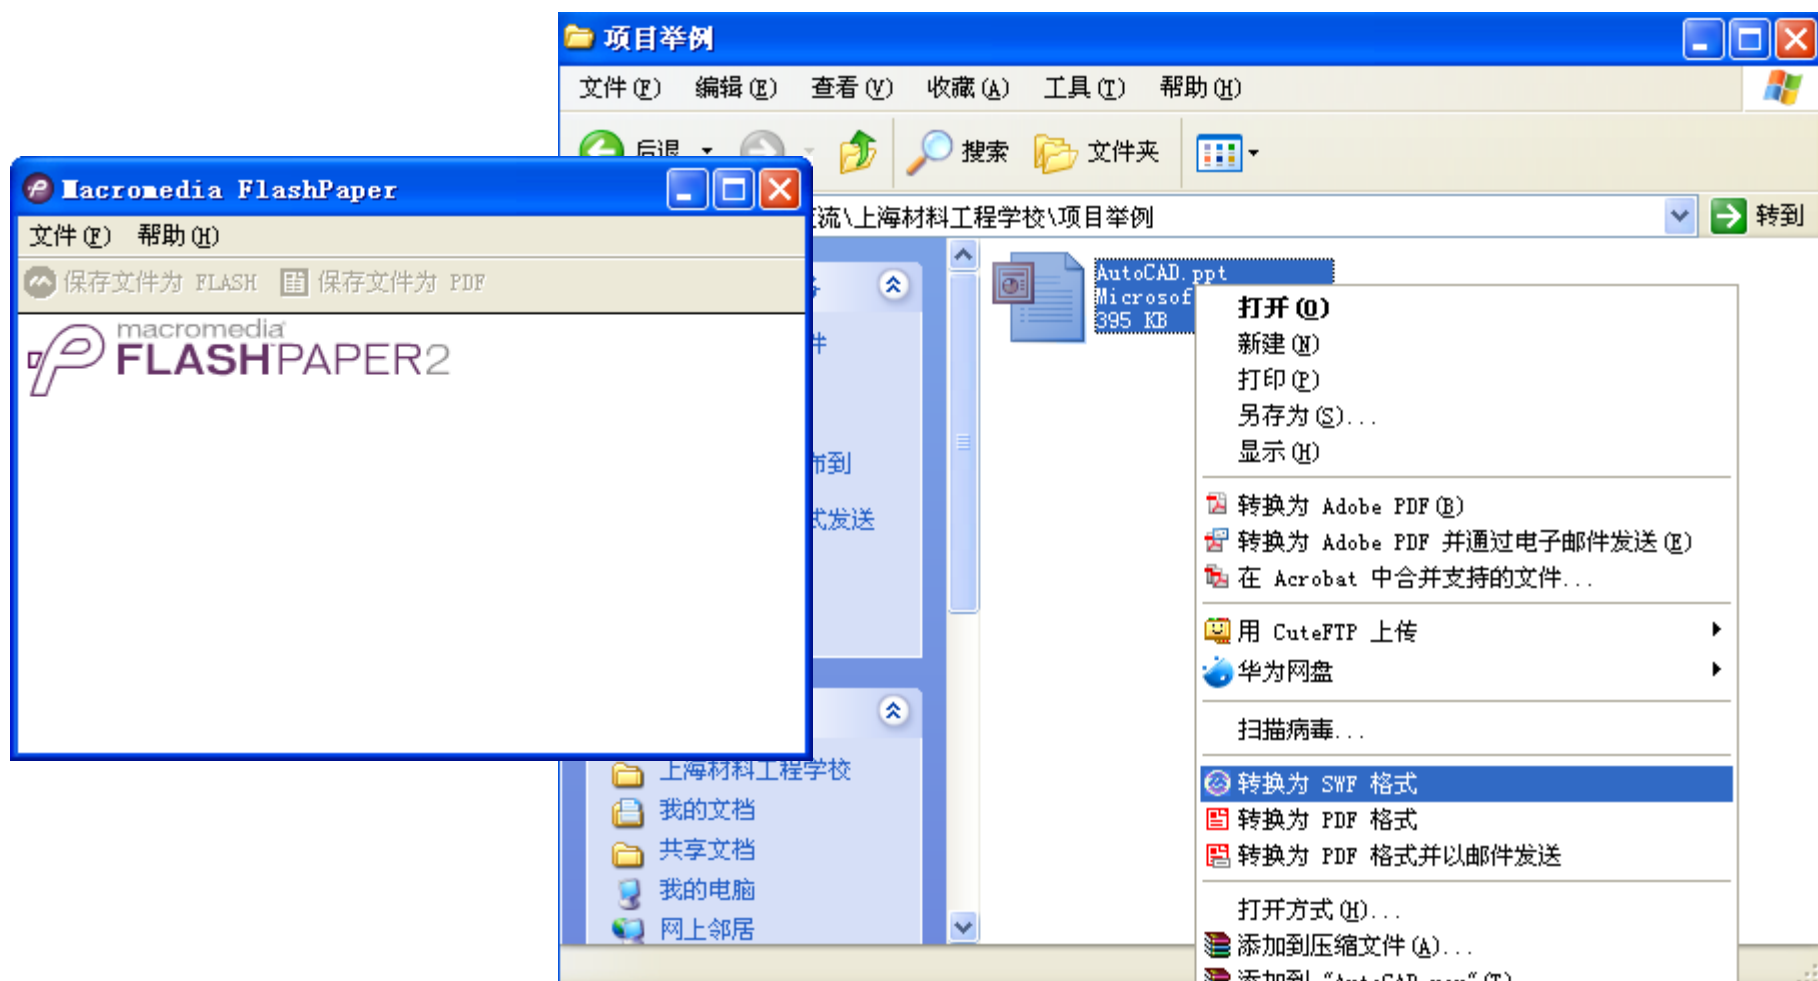 项目举例
文件(F) 编辑(E) 查看(V) 收藏(A) 工具(T) 帮助(H)
后退 搜索 文件夹
流\上海材料工程学校\项目举例 转到
Macromedia FlashPaper
文件(F) 帮助(H)
保存文件为 FLASH 保存文件为 PDF
macromedia
FLASHPAPER2
件
布到
式发送
上海材料工程学校
我的文档
共享文档
我的电脑
网上邻居
AutoCAD.ppt
Microsof
395 KB
打开(O)
新建(N)
打印(P)
另存为(S)...
显示(H)
转换为 Adobe PDF(B)
转换为 Adobe PDF 并通过电子邮件发送(E)
在 Acrobat 中合并支持的文件...
用 CuteFTP 上传
华为网盘
扫描病毒...
转换为 SWF 格式
转换为 PDF 格式
转换为 PDF 格式并以邮件发送
打开方式(H)...
添加到压缩文件(A)...
添加到 "AutoCAD.rar"(T)